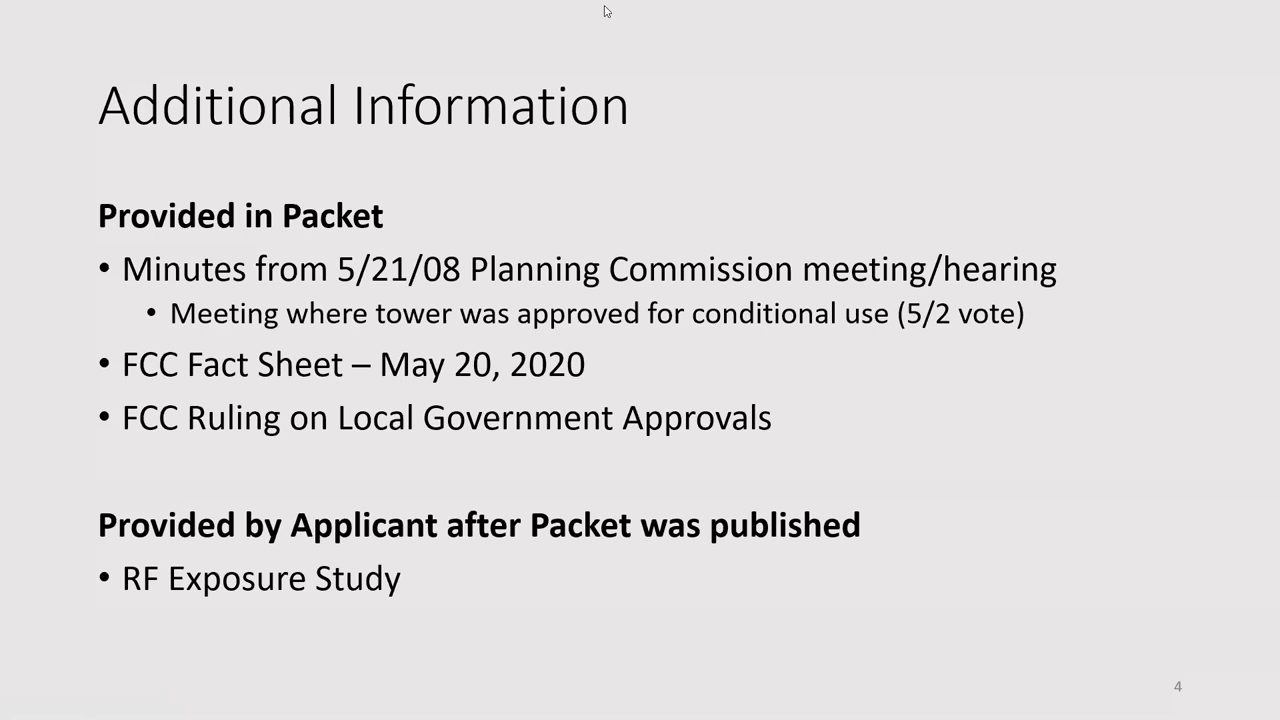 Additional Information
Provided in Packet
• Minutes from 5/21/08 Planning Commission meeting/hearing
• Meeting where tower was approved for conditional use (5/2 vote)
• FCC Fact Sheet – May 20, 2020
• FCC Ruling on Local Government Approvals
Provided by Applicant after Packet was published
• RF Exposure Study
4